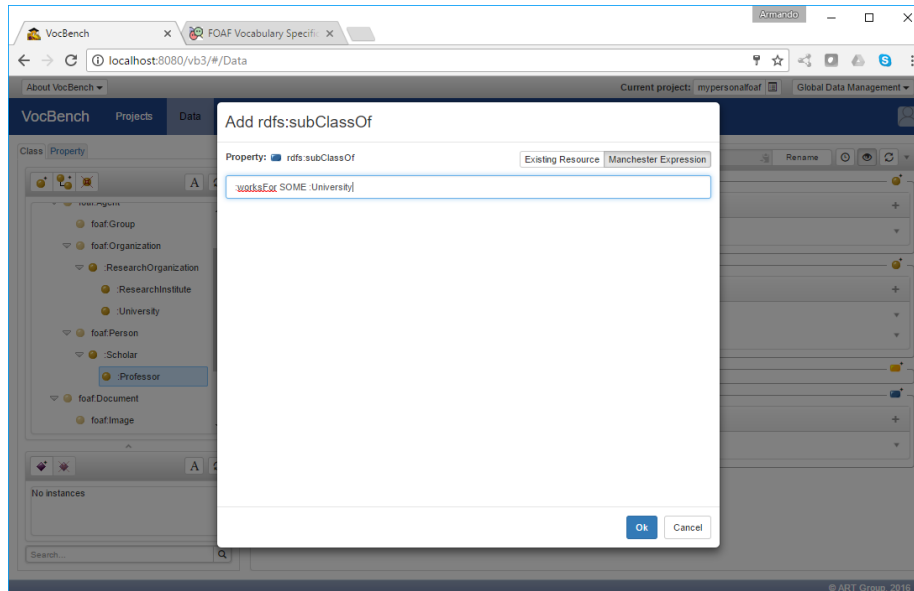 Armando
VocBench
FOAF Vocabulary Specific
localhost:8080/vb3/#/Data
About VocBench
Current project: mypersonalfoaf
Global Data Management
VocBench Projects Data
Class Property
Rename
A
foaf:Agent
foaf:Group
foaf:Organization
:ResearchOrganization
:ResearchInstitute
:University
foaf:Person
:Scholar
:Professor
foaf:Document
foaf:Image
A
No instances
Search...
Add rdfs:subClassOf
Property: rdfs:subClassOf
Existing Resource Manchester Expression
:worksFor SOME :University
Ok Cancel
© ART Group, 2016